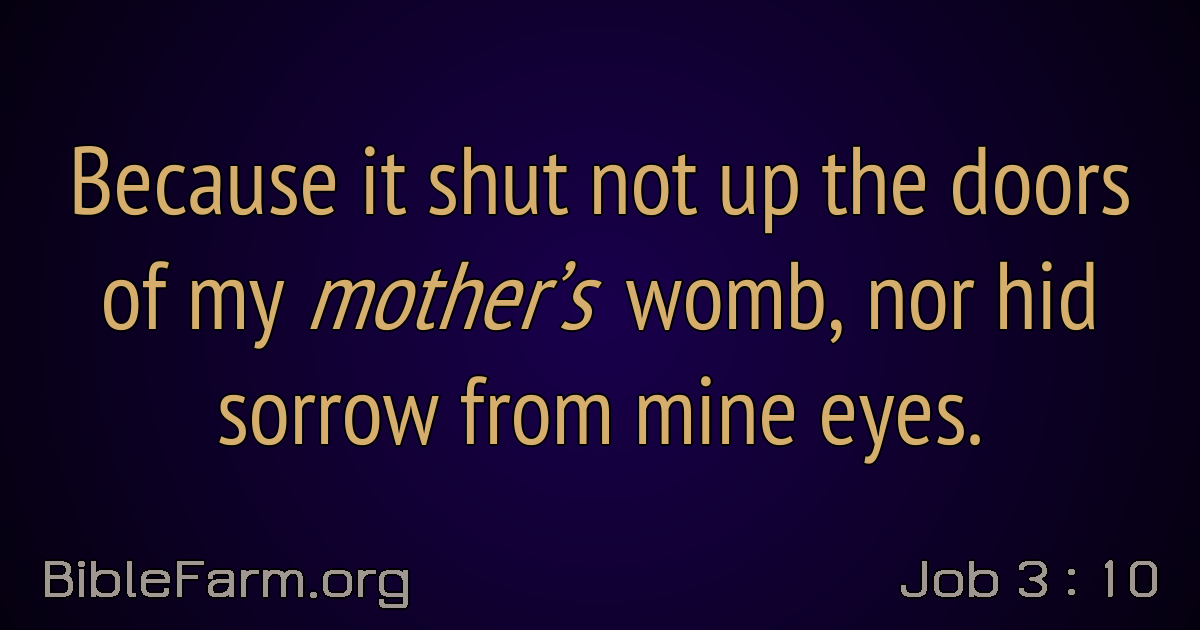 Because it shut not up the doors
of my mother’s womb, nor hid
sorrow from mine eyes.
BibleFarm.org
Job 3 : 10